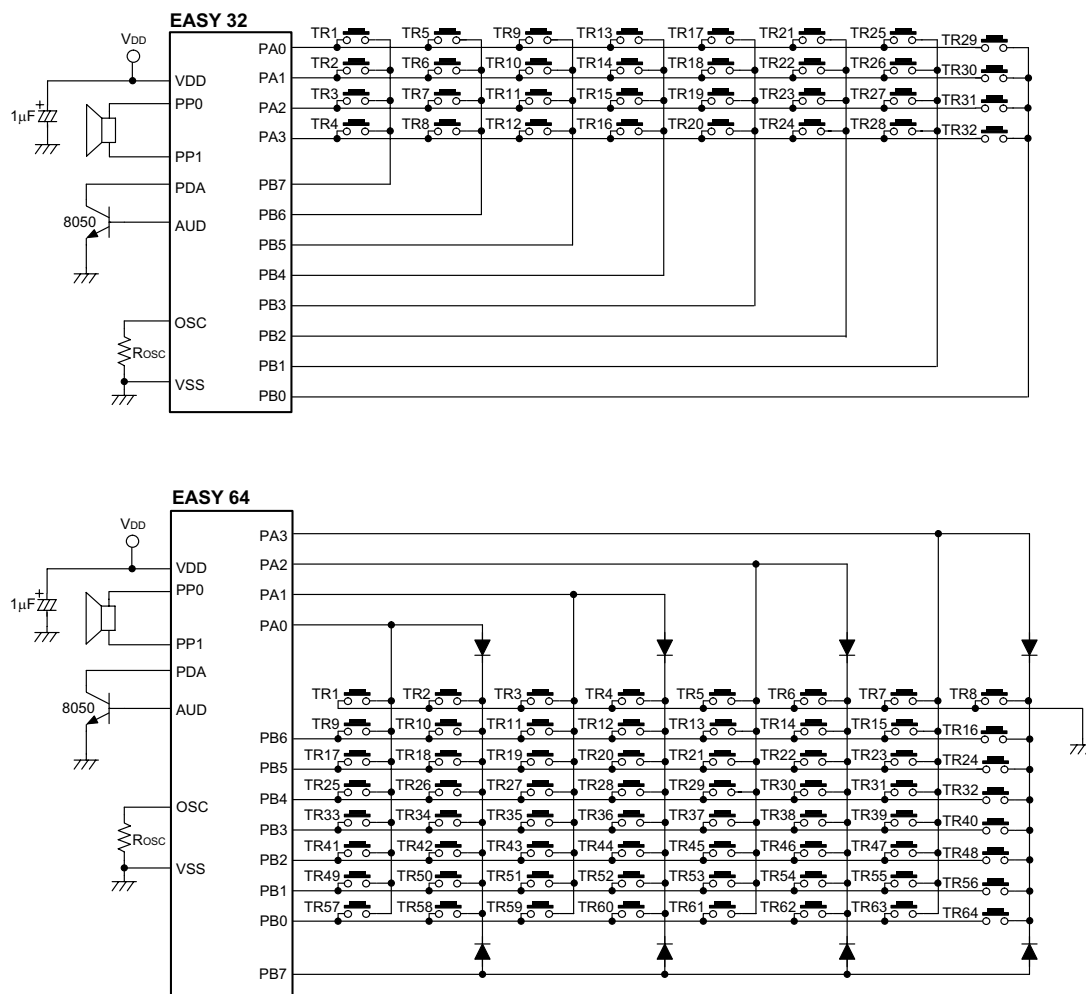 EASY 32
VDD
1μF
VDD
PP0
PP1
PDA
8050
AUD
OSC
ROSC
VSS
PA0
PA1
PA2
PA3
PB7
PB6
PB5
PB4
PB3
PB2
PB1
PB0
TR1 TR5 TR9 TR13 TR17 TR21 TR25 TR29
TR2 TR6 TR10 TR14 TR18 TR22 TR26 TR30
TR3 TR7 TR11 TR15 TR19 TR23 TR27 TR31
TR4 TR8 TR12 TR16 TR20 TR24 TR28 TR32
EASY 64
VDD
1μF
VDD
PP0
PP1
PDA
8050
AUD
OSC
ROSC
VSS
PA3
PA2
PA1
PA0
TR1 TR2 TR3 TR4 TR5 TR6 TR7 TR8
PB6 TR9 TR10 TR11 TR12 TR13 TR14 TR15 TR16
PB5 TR17 TR18 TR19 TR20 TR21 TR22 TR23 TR24
PB4 TR25 TR26 TR27 TR28 TR29 TR30 TR31 TR32
PB3 TR33 TR34 TR35 TR36 TR37 TR38 TR39 TR40
PB2 TR41 TR42 TR43 TR44 TR45 TR46 TR47 TR48
PB1 TR49 TR50 TR51 TR52 TR53 TR54 TR55 TR56
PB0 TR57 TR58 TR59 TR60 TR61 TR62 TR63 TR64
PB7